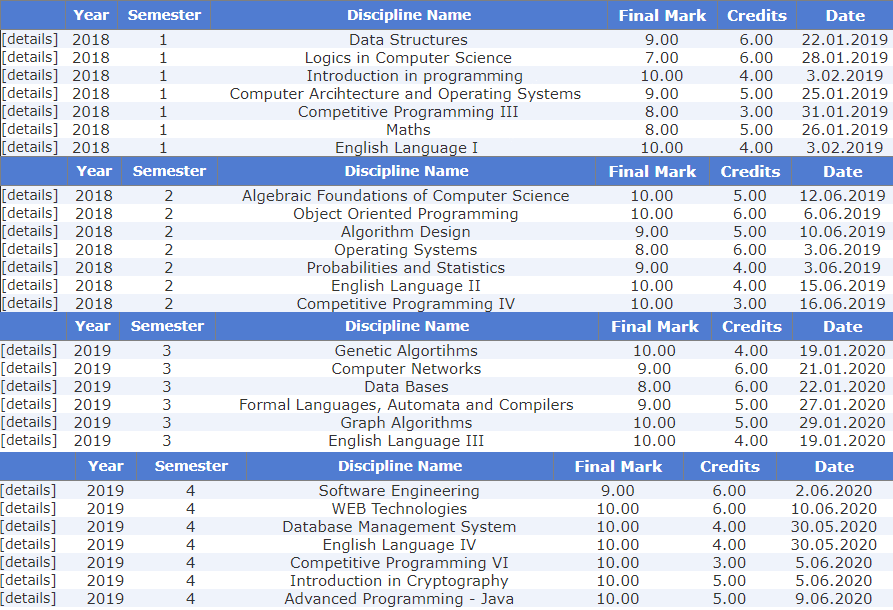 Year Semester Discipline Name Final Mark Credits Date
[details] 2018 1 Data Structures 9.00 6.00 22.01.2019
[details] 2018 1 Logics in Computer Science 7.00 6.00 28.01.2019
[details] 2018 1 Introduction in programming 10.00 4.00 3.02.2019
[details] 2018 1 Computer Arcihtecture and Operating Systems 9.00 5.00 25.01.2019
[details] 2018 1 Competitive Programming III 8.00 3.00 31.01.2019
[details] 2018 1 Maths 8.00 5.00 26.01.2019
[details] 2018 1 English Language I 10.00 4.00 3.02.2019
Year Semester Discipline Name Final Mark Credits Date
[details] 2018 2 Algebraic Foundations of Computer Science 10.00 5.00 12.06.2019
[details] 2018 2 Object Oriented Programming 10.00 6.00 6.06.2019
[details] 2018 2 Algorithm Design 9.00 5.00 10.06.2019
[details] 2018 2 Operating Systems 8.00 6.00 3.06.2019
[details] 2018 2 Probabilities and Statistics 9.00 4.00 3.06.2019
[details] 2018 2 English Language II 10.00 4.00 15.06.2019
[details] 2018 2 Competitive Programming IV 10.00 3.00 16.06.2019
Year Semester Discipline Name Final Mark Credits Date
[details] 2019 3 Genetic Algortihms 10.00 4.00 19.01.2020
[details] 2019 3 Computer Networks 9.00 6.00 21.01.2020
[details] 2019 3 Data Bases 8.00 6.00 22.01.2020
[details] 2019 3 Formal Languages, Automata and Compilers 9.00 5.00 27.01.2020
[details] 2019 3 Graph Algorithms 10.00 5.00 29.01.2020
[details] 2019 3 English Language III 10.00 4.00 19.01.2020
Year Semester Discipline Name Final Mark Credits Date
[details] 2019 4 Software Engineering 9.00 6.00 2.06.2020
[details] 2019 4 WEB Technologies 10.00 6.00 10.06.2020
[details] 2019 4 Database Management System 10.00 4.00 30.05.2020
[details] 2019 4 English Language IV 10.00 4.00 30.05.2020
[details] 2019 4 Competitive Programming VI 10.00 3.00 5.06.2020
[details] 2019 4 Introduction in Cryptography 10.00 5.00 5.06.2020
[details] 2019 4 Advanced Programming - Java 10.00 5.00 9.06.2020